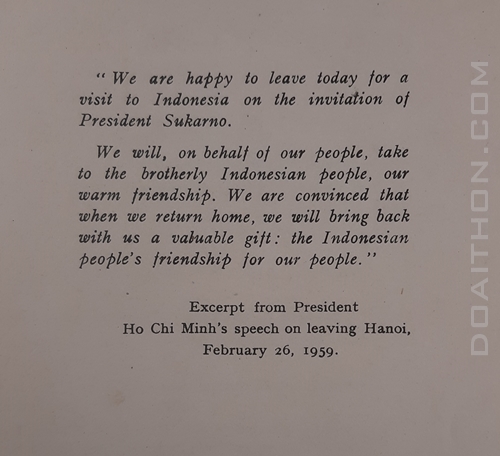 “ We are happy to leave today for a
visit to Indonesia on the invitation of
President Sukarno.
We will, on behalf of our people, take
to the brotherly Indonesian people, our
warm friendship. We are convinced that
when we return home, we will bring back
with us a valuable gift : the Indonesian
people’s friendship for our people.”
Excerpt from President
Ho Chi Minh’s speech on leaving Hanoi,
February 26, 1959.
DOAITHON.COM